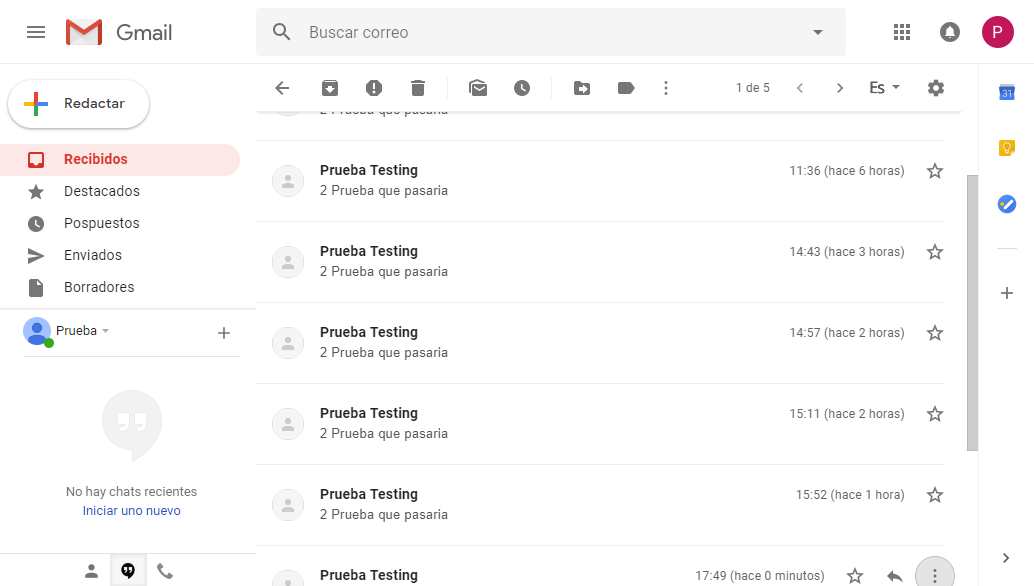 Gmail
Buscar correo
P
Redactar
1 de 5
Es
31
Recibidos
Destacados
Pospuestos
Enviados
Borradores
Prueba
No hay chats recientes
Iniciar uno nuevo
2 Prueba que pasaria
Prueba Testing 11:36 (hace 6 horas)
2 Prueba que pasaria
Prueba Testing 14:43 (hace 3 horas)
2 Prueba que pasaria
Prueba Testing 14:57 (hace 2 horas)
2 Prueba que pasaria
Prueba Testing 15:11 (hace 2 horas)
2 Prueba que pasaria
Prueba Testing 15:52 (hace 1 hora)
2 Prueba que pasaria
Prueba Testing 17:49 (hace 0 minutos)